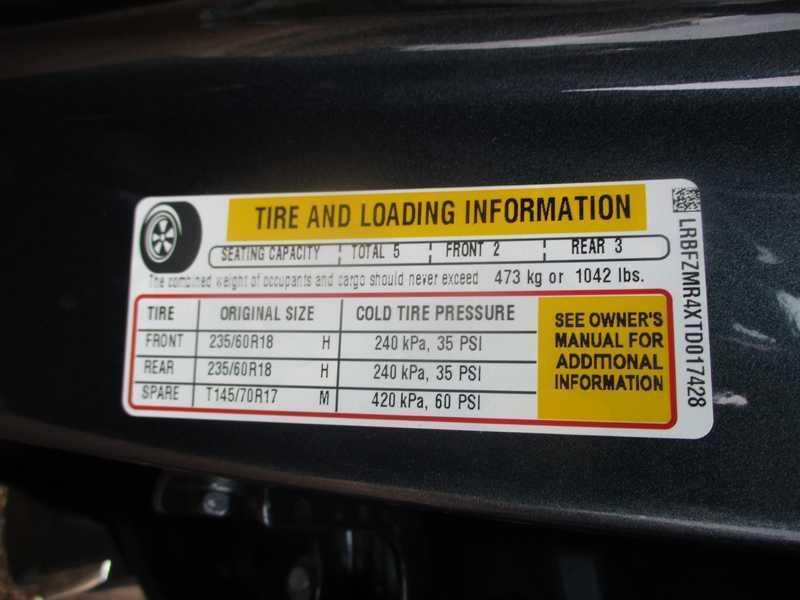 TIRE AND LOADING INFORMATION
SEATING CAPACITY TOTAL 5 FRONT 2 REAR 3
The combined weight of occupants and cargo should never exceed 473 kg or 1042 lbs.
TIRE ORIGINAL SIZE COLD TIRE PRESSURE
FRONT 235/60R18 H 240 kPa, 35 PSI
REAR 235/60R18 H 240 kPa, 35 PSI
SPARE T145/70R17 M 420 kPa, 60 PSI
SEE OWNER'S
MANUAL FOR
ADDITIONAL
INFORMATION
LRBFZMR4XTD017428